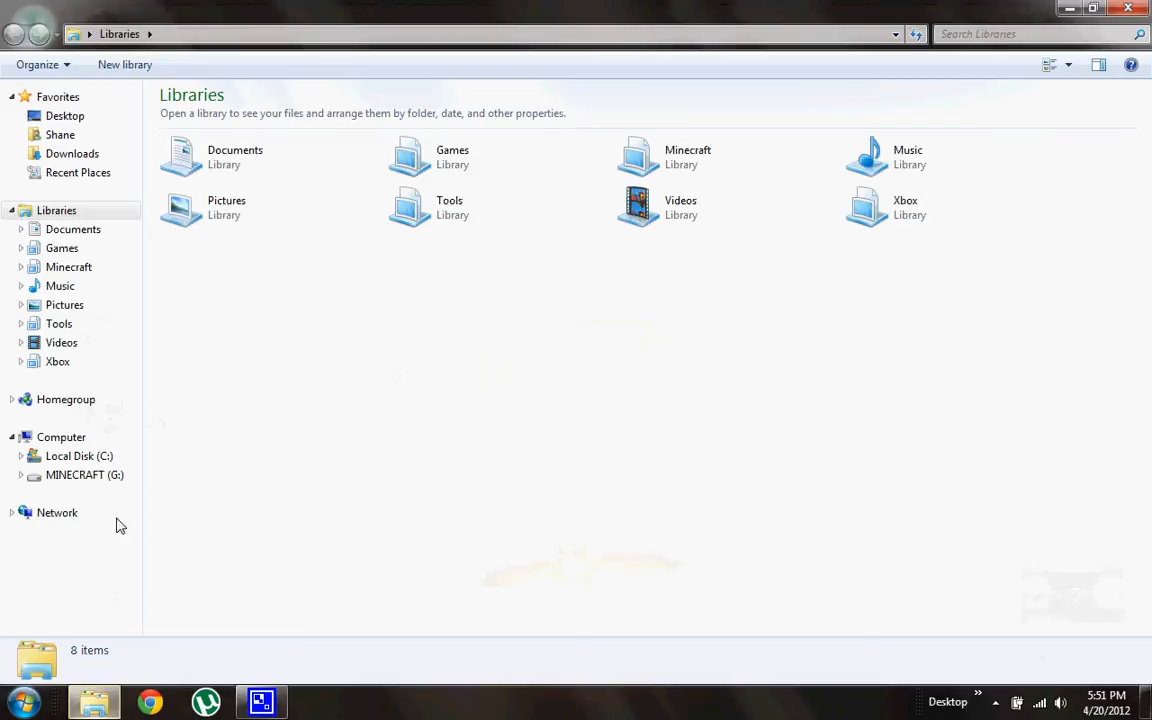 Libraries
Search Libraries
Organize
New library
Favorites
Desktop
Shane
Downloads
Recent Places
Libraries
Documents
Games
Minecraft
Music
Pictures
Tools
Videos
Xbox
Homegroup
Computer
Local Disk (C:)
MINECRAFT (G:)
Network
Libraries
Open a library to see your files and arrange them by folder, date, and other properties.
Documents
Library
Games
Library
Minecraft
Library
Music
Library
Pictures
Library
Tools
Library
Videos
Library
Xbox
Library
8 items
Desktop
5:51 PM
4/20/2012